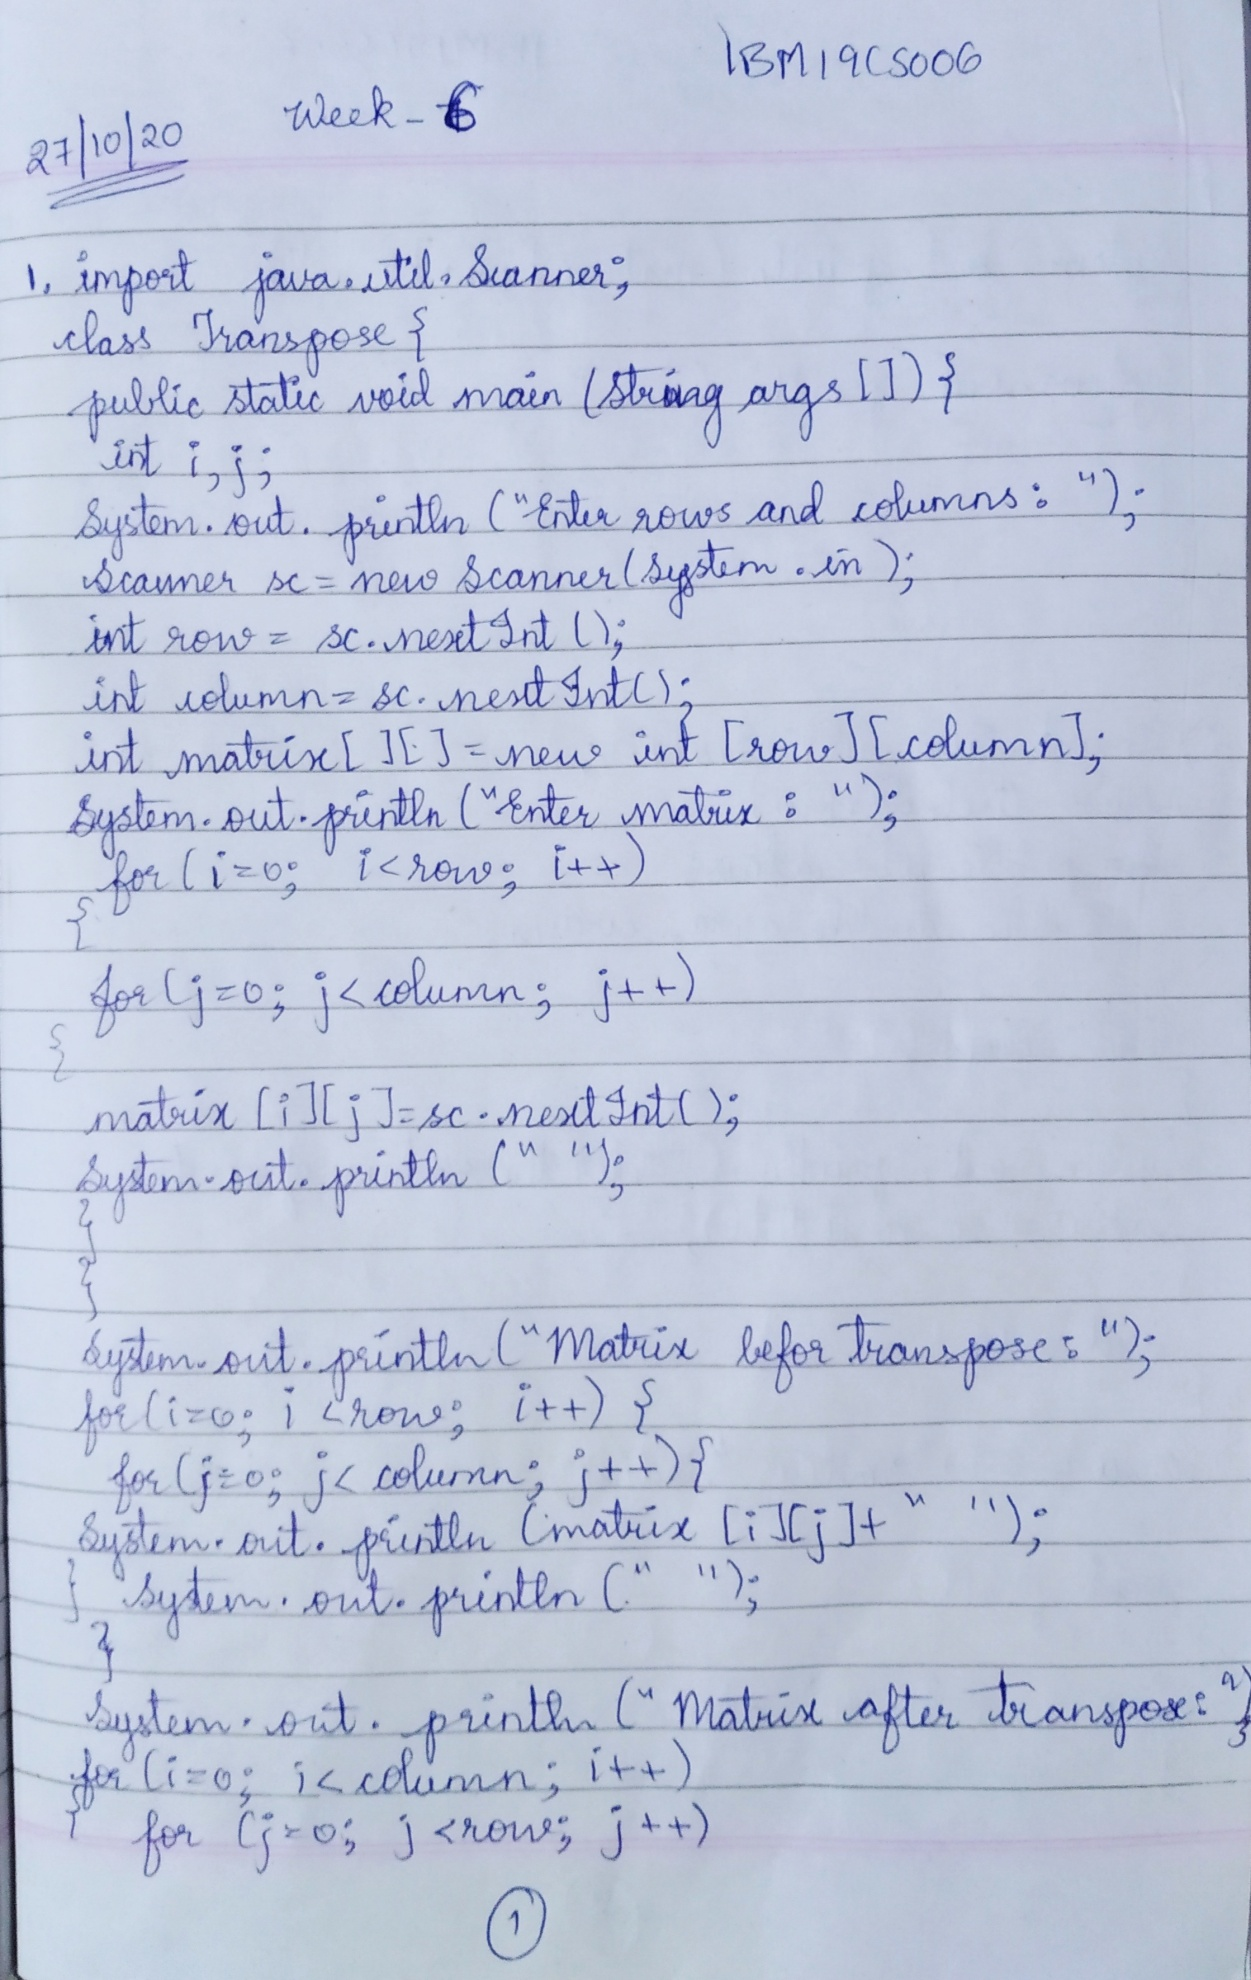 1BM19CS006
Week - 6
27/10/20
1. import java.util.Scanner;
class Transpose {
public static void main (String args [ ]) {
int i, j;
System.out.println ("Enter rows and columns: ");
Scanner sc = new Scanner (System.in);
int row = sc.nextInt ();
int column = sc.nextInt();
int matrix[ ][ ] = new int [row][column];
System.out.println ("Enter matrix : ");
for (i=0; i<row; i++)
{
for (j=0; j<column; j++)
{
matrix [i][j]=sc.nextInt();
System.out.println (" ");
}
}
System.out.println ("Matrix befor transpose: ");
for (i=0; i<row; i++) {
for (j=0; j< column; j++) {
System.out.println (matrix [i][j]+ " ");
} System.out.println (" ");
}
System.out.println ("Matrix after transpose:");
for (i=0; i<column; i++)
{ for (j=0; j<row; j++)
1